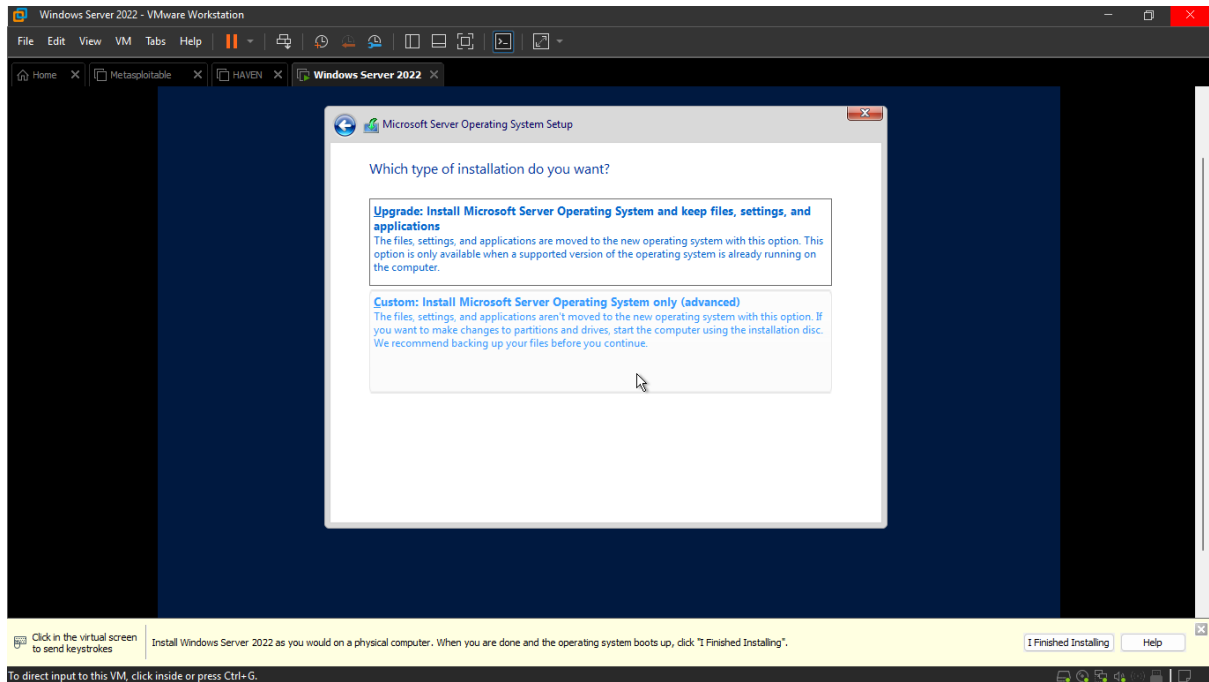 Windows Server 2022 - VMware Workstation
File Edit View VM Tabs Help
Home Metasploitable HAVEN Windows Server 2022
Microsoft Server Operating System Setup
Which type of installation do you want?
Upgrade: Install Microsoft Server Operating System and keep files, settings, and
applications
The files, settings, and applications are moved to the new operating system with this option. This
option is only available when a supported version of the operating system is already running on
the computer.
Custom: Install Microsoft Server Operating System only (advanced)
The files, settings, and applications aren't moved to the new operating system with this option. If
you want to make changes to partitions and drives, start the computer using the installation disc.
We recommend backing up your files before you continue.
Click in the virtual screen
to send keystrokes
Install Windows Server 2022 as you would on a physical computer. When you are done and the operating system boots up, click "I Finished Installing".
I Finished Installing Help
To direct input to this VM, click inside or press Ctrl+G.